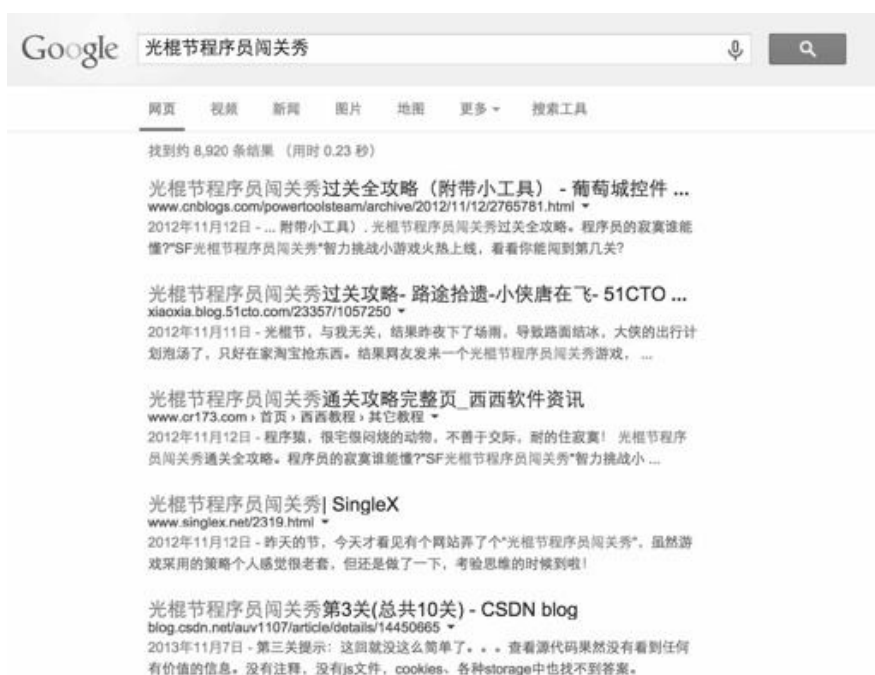 Google 光棍节程序员闯关秀
网页 视频 新闻 图片 地图 更多 搜索工具
找到约 8,920 条结果 （用时 0.23 秒）
光棍节程序员闯关秀过关全攻略（附带小工具） - 葡萄城控件 ...
www.cnblogs.com/powertoolsteam/archive/2012/11/12/2765781.html
2012年11月12日 - ... 附带小工具）. 光棍节程序员闯关秀过关全攻略。程序员的寂寞谁能
懂?"SF光棍节程序员闯关秀"智力挑战小游戏火热上线，看看你能闯到第几关?
光棍节程序员闯关秀过关攻略- 路途拾遗-小侠唐在飞- 51CTO ...
xiaoxia.blog.51cto.com/23357/1057250
2012年11月11日 - 光棍节，与我无关，结果昨夜下了场雨，导致路面结冰，大侠的出行计
划泡汤了，只好在家淘宝抢东西。结果网友发来一个光棍节程序员闯关秀游戏， ...
光棍节程序员闯关秀通关攻略完整页_西西软件资讯
www.cr173.com › 首页 › 西西教程 › 其它教程
2012年11月12日 - 程序猿，很宅很闷烧的动物，不善于交际，耐的住寂寞！ 光棍节程序
员闯关秀通关全攻略。程序员的寂寞谁能懂?"SF光棍节程序员闯关秀"智力挑战小 ...
光棍节程序员闯关秀| SingleX
www.singlex.net/2319.html
2012年11月12日 - 昨天的节，今天才看见有个网站弄了个"光棍节程序员闯关秀"，虽然游
戏采用的策略个人感觉很老套，但还是做了一下，考验思维的时候到啦！
光棍节程序员闯关秀第3关(总共10关) - CSDN blog
blog.csdn.net/auv1107/article/details/14450665
2013年11月7日 - 第三关提示：这回就没这么简单了。。。查看源代码果然没有看到任何
有价值的信息。没有注释，没有js文件，cookies、各种storage中也找不到答案。